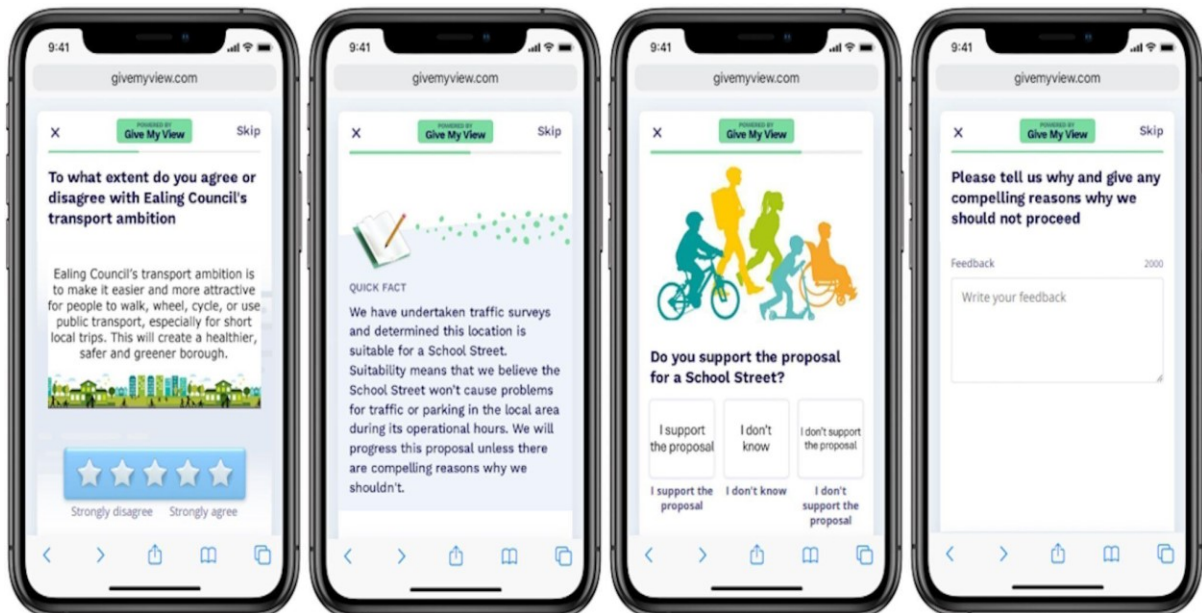 9:41
givemyview.com
X
POWERED BY
Give My View
Skip
To what extent do you agree or
disagree with Ealing Council's
transport ambition
Ealing Council's transport ambition is
to make it easier and more attractive
for people to walk, wheel, cycle, or use
public transport, especially for short
local trips. This will create a healthier,
safer and greener borough.
Strongly disagree Strongly agree
9:41
givemyview.com
X
POWERED BY
Give My View
Skip
QUICK FACT
We have undertaken traffic surveys
and determined this location is
suitable for a School Street.
Suitability means that we believe the
School Street won't cause problems
for traffic or parking in the local area
during its operational hours. We will
progress this proposal unless there
are compelling reasons why we
shouldn't.
9:41
givemyview.com
X
POWERED BY
Give My View
Skip
Do you support the proposal
for a School Street?
I support
the proposal
I don't
know
I don't support
the proposal
I support the
proposal
I don't know
I don't
support the
proposal
9:41
givemyview.com
X
POWERED BY
Give My View
Skip
Please tell us why and give any
compelling reasons why we
should not proceed
Feedback 2000
Write your feedback